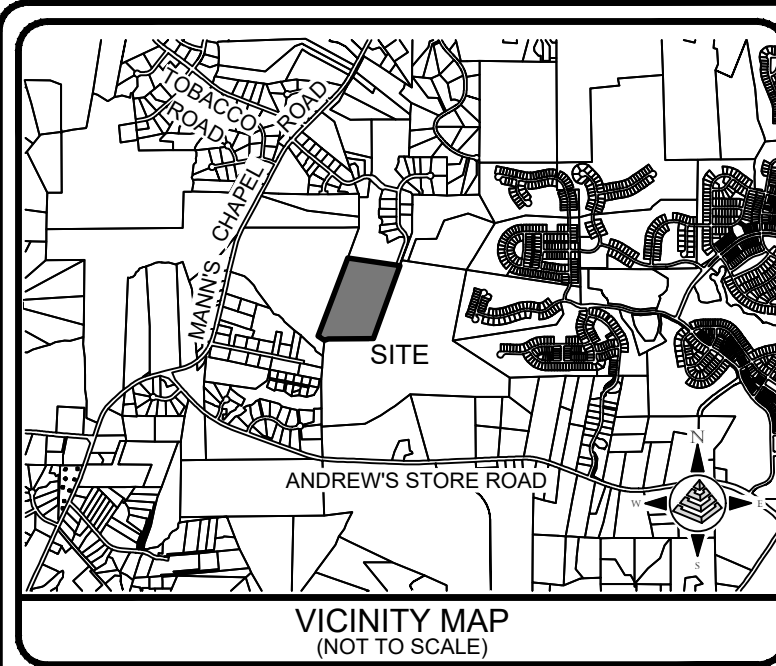 TOBACCO
ROAD
MANN'S CHAPEL ROAD
SITE
ANDREW'S STORE ROAD
N
W
E
S
VICINITY MAP
(NOT TO SCALE)